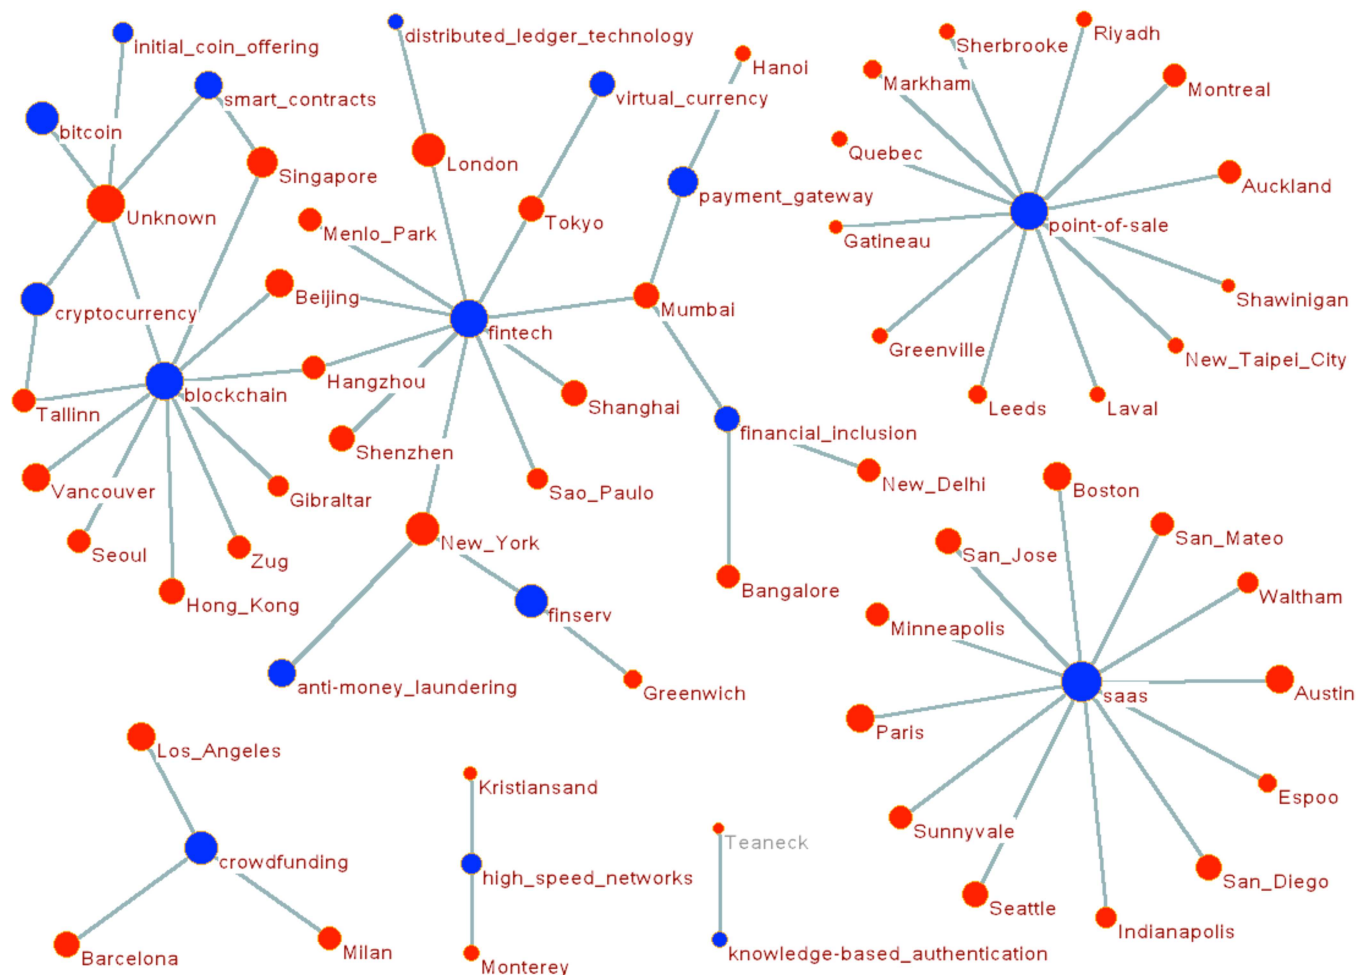 initial_coin_offering
distributed_ledger_technology
Sherbrooke
Riyadh
Hanoi
Markham
Montreal
smart_contracts
virtual_currency
bitcoin
Quebec
London
Singapore
payment_gateway
Auckland
Unknown
Menlo_Park
Tokyo
Gatineau
point-of-sale
Beijing
Mumbai
Shawinigan
cryptocurrency
fintech
Greenville
New_Taipei_City
blockchain
Hangzhou
Shanghai
Tallinn
Leeds
Laval
financial_inclusion
Shenzhen
Vancouver
Gibraltar
Sao_Paulo
New_Delhi
Boston
Seoul
Zug
New_York
San_Jose
San_Mateo
Hong_Kong
Bangalore
Waltham
finserv
Minneapolis
anti-money_laundering
Greenwich
saas
Austin
Paris
Los_Angeles
Kristiansand
Espoo
Teaneck
Sunnyvale
crowdfunding
high_speed_networks
San_Diego
Seattle
Indianapolis
Barcelona
Milan
Monterey
knowledge-based_authentication